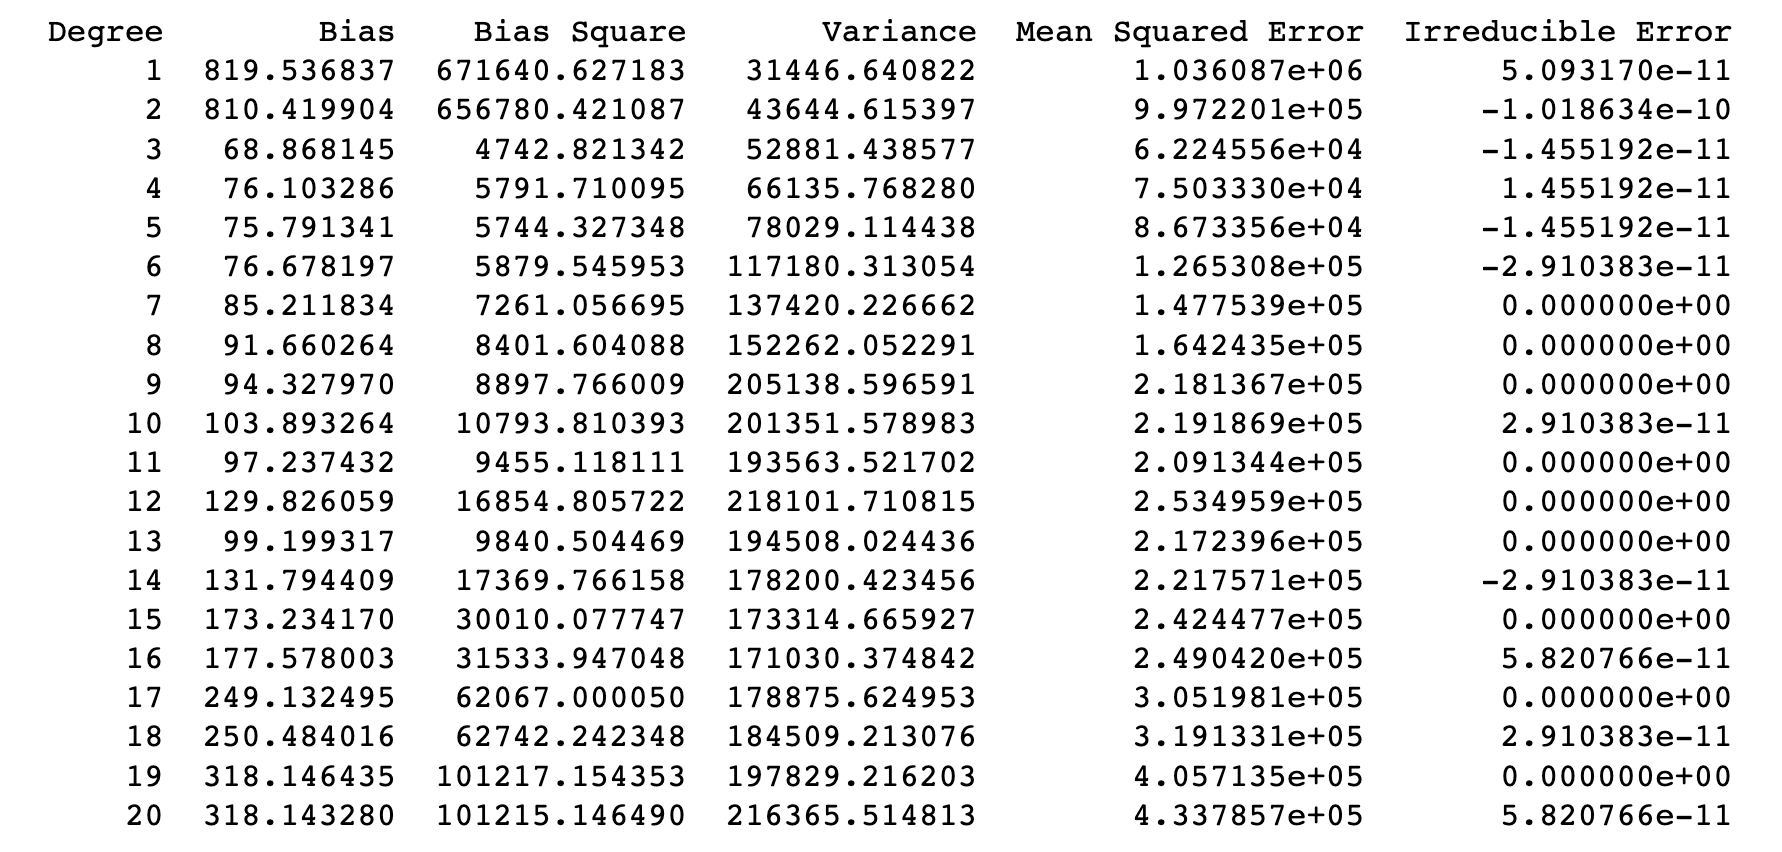 Degree Bias Bias Square Variance Mean Squared Error Irreducible Error
1 819.536837 671640.627183 31446.640822 1.036087e+06 5.093170e-11
2 810.419904 656780.421087 43644.615397 9.972201e+05 -1.018634e-10
3 68.868145 4742.821342 52881.438577 6.224556e+04 -1.455192e-11
4 76.103286 5791.710095 66135.768280 7.503330e+04 1.455192e-11
5 75.791341 5744.327348 78029.114438 8.673356e+04 -1.455192e-11
6 76.678197 5879.545953 117180.313054 1.265308e+05 -2.910383e-11
7 85.211834 7261.056695 137420.226662 1.477539e+05 0.000000e+00
8 91.660264 8401.604088 152262.052291 1.642435e+05 0.000000e+00
9 94.327970 8897.766009 205138.596591 2.181367e+05 0.000000e+00
10 103.893264 10793.810393 201351.578983 2.191869e+05 2.910383e-11
11 97.237432 9455.118111 193563.521702 2.091344e+05 0.000000e+00
12 129.826059 16854.805722 218101.710815 2.534959e+05 0.000000e+00
13 99.199317 9840.504469 194508.024436 2.172396e+05 0.000000e+00
14 131.794409 17369.766158 178200.423456 2.217571e+05 -2.910383e-11
15 173.234170 30010.077747 173314.665927 2.424477e+05 0.000000e+00
16 177.578003 31533.947048 171030.374842 2.490420e+05 5.820766e-11
17 249.132495 62067.000050 178875.624953 3.051981e+05 0.000000e+00
18 250.484016 62742.242348 184509.213076 3.191331e+05 2.910383e-11
19 318.146435 101217.154353 197829.216203 4.057135e+05 0.000000e+00
20 318.143280 101215.146490 216365.514813 4.337857e+05 5.820766e-11